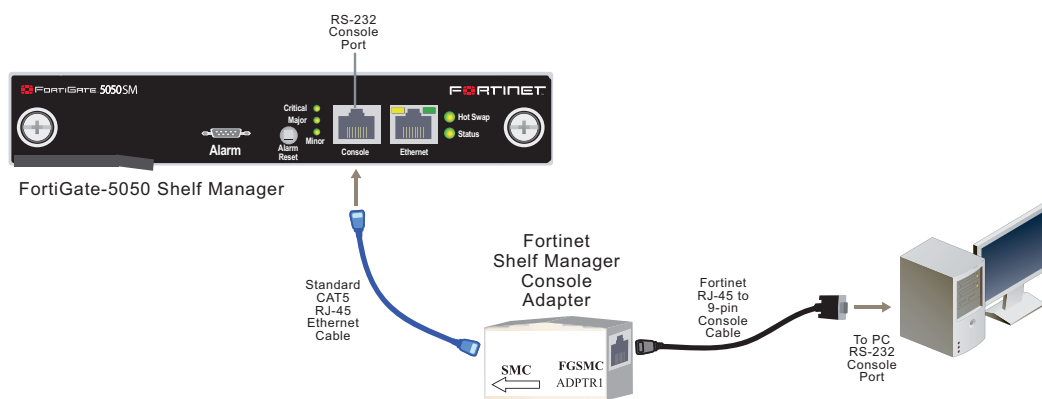 RS-232
Console
Port
FORTIGATE 5050SM
FORTINET
Critical
Major
Minor
Alarm
Alarm
Reset
Console
Ethernet
Hot Swap
Status
FortiGate-5050 Shelf Manager
Standard
CAT5
RJ-45
Ethernet
Cable
Fortinet
Shelf Manager
Console
Adapter
SMC
FGSMC
ADPTR1
Fortinet
RJ-45 to
9-pin
Console
Cable
To PC
RS-232
Console
Port